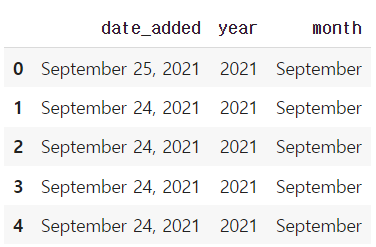 date_added year month
0 September 25, 2021 2021 September
1 September 24, 2021 2021 September
2 September 24, 2021 2021 September
3 September 24, 2021 2021 September
4 September 24, 2021 2021 September